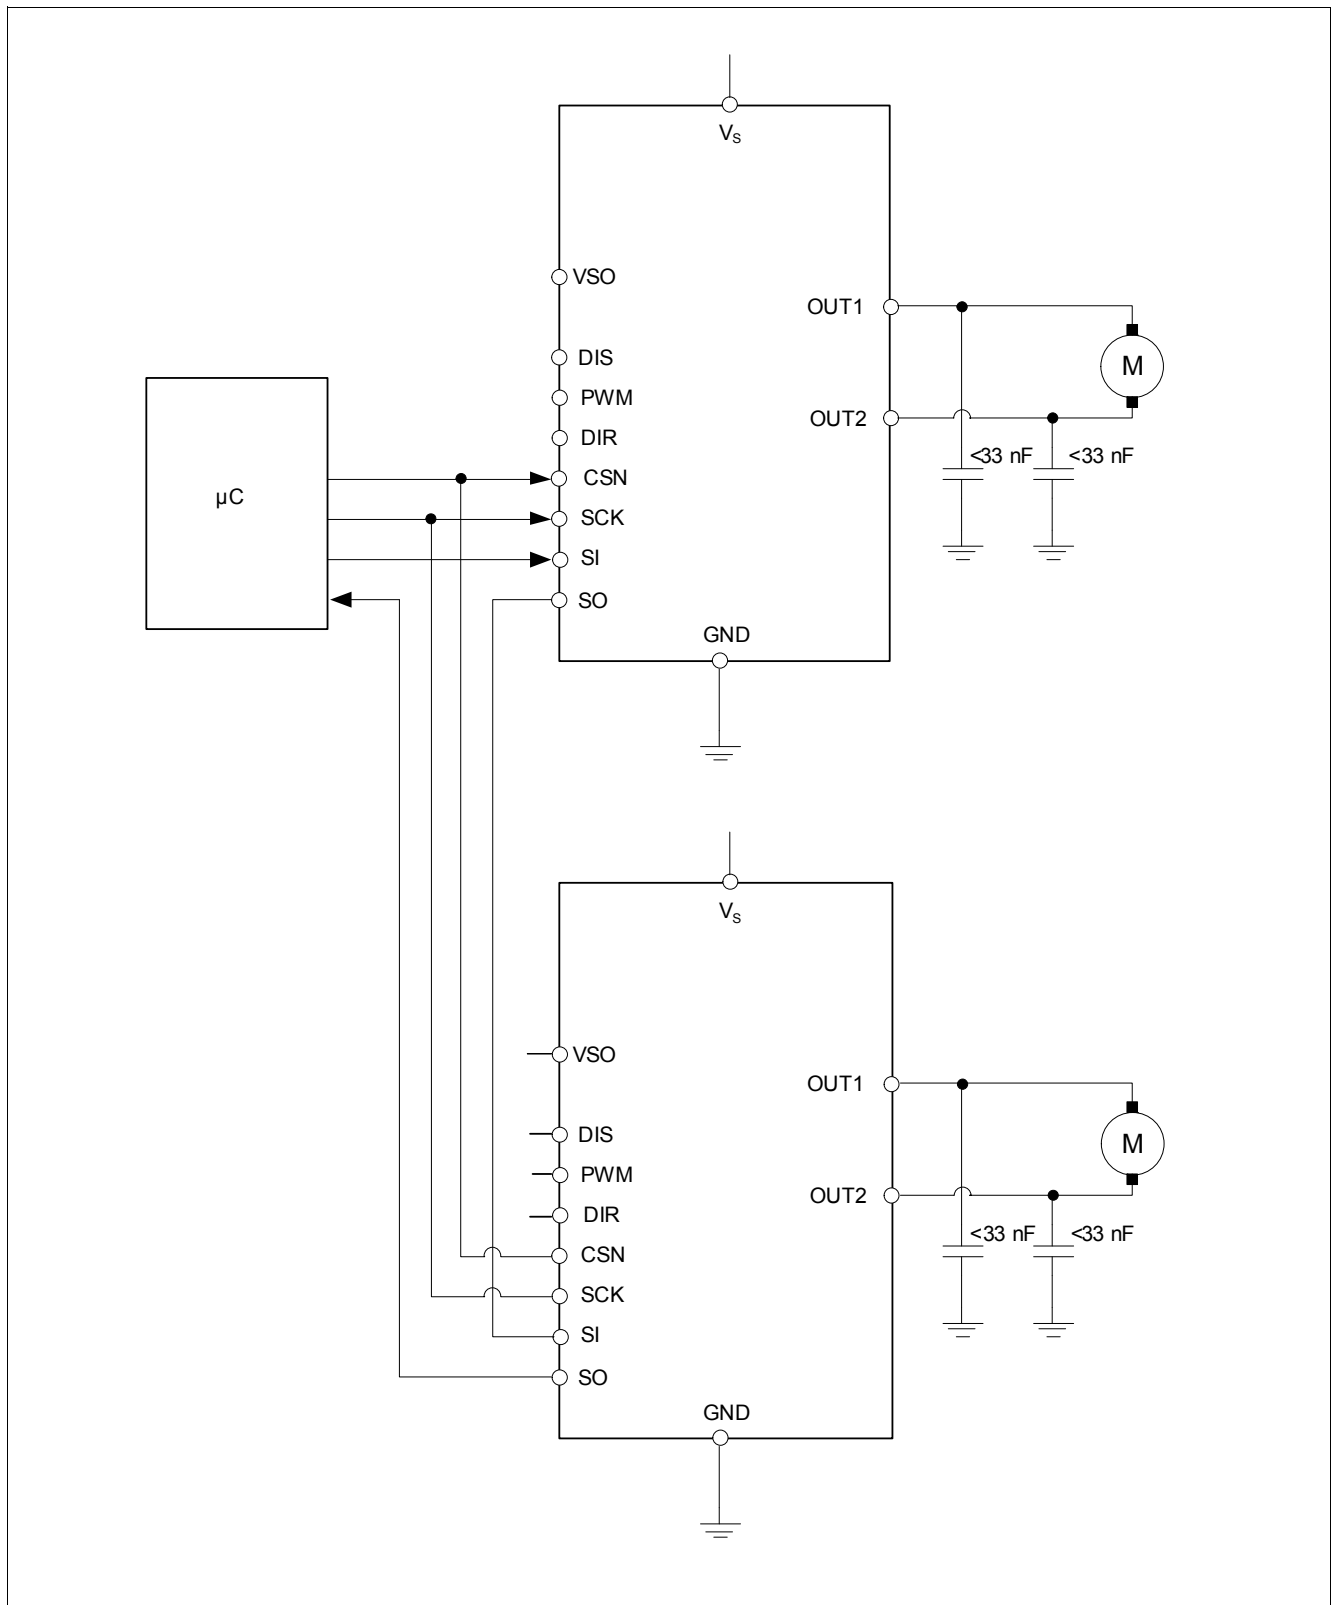 VS
VSO
OUT1
DIS
M
PWM
OUT2
DIR
<33 nF <33 nF
CSN
µC
SCK
SI
SO
GND
VS
VSO
OUT1
DIS
M
PWM
OUT2
DIR
<33 nF <33 nF
CSN
SCK
SI
SO
GND